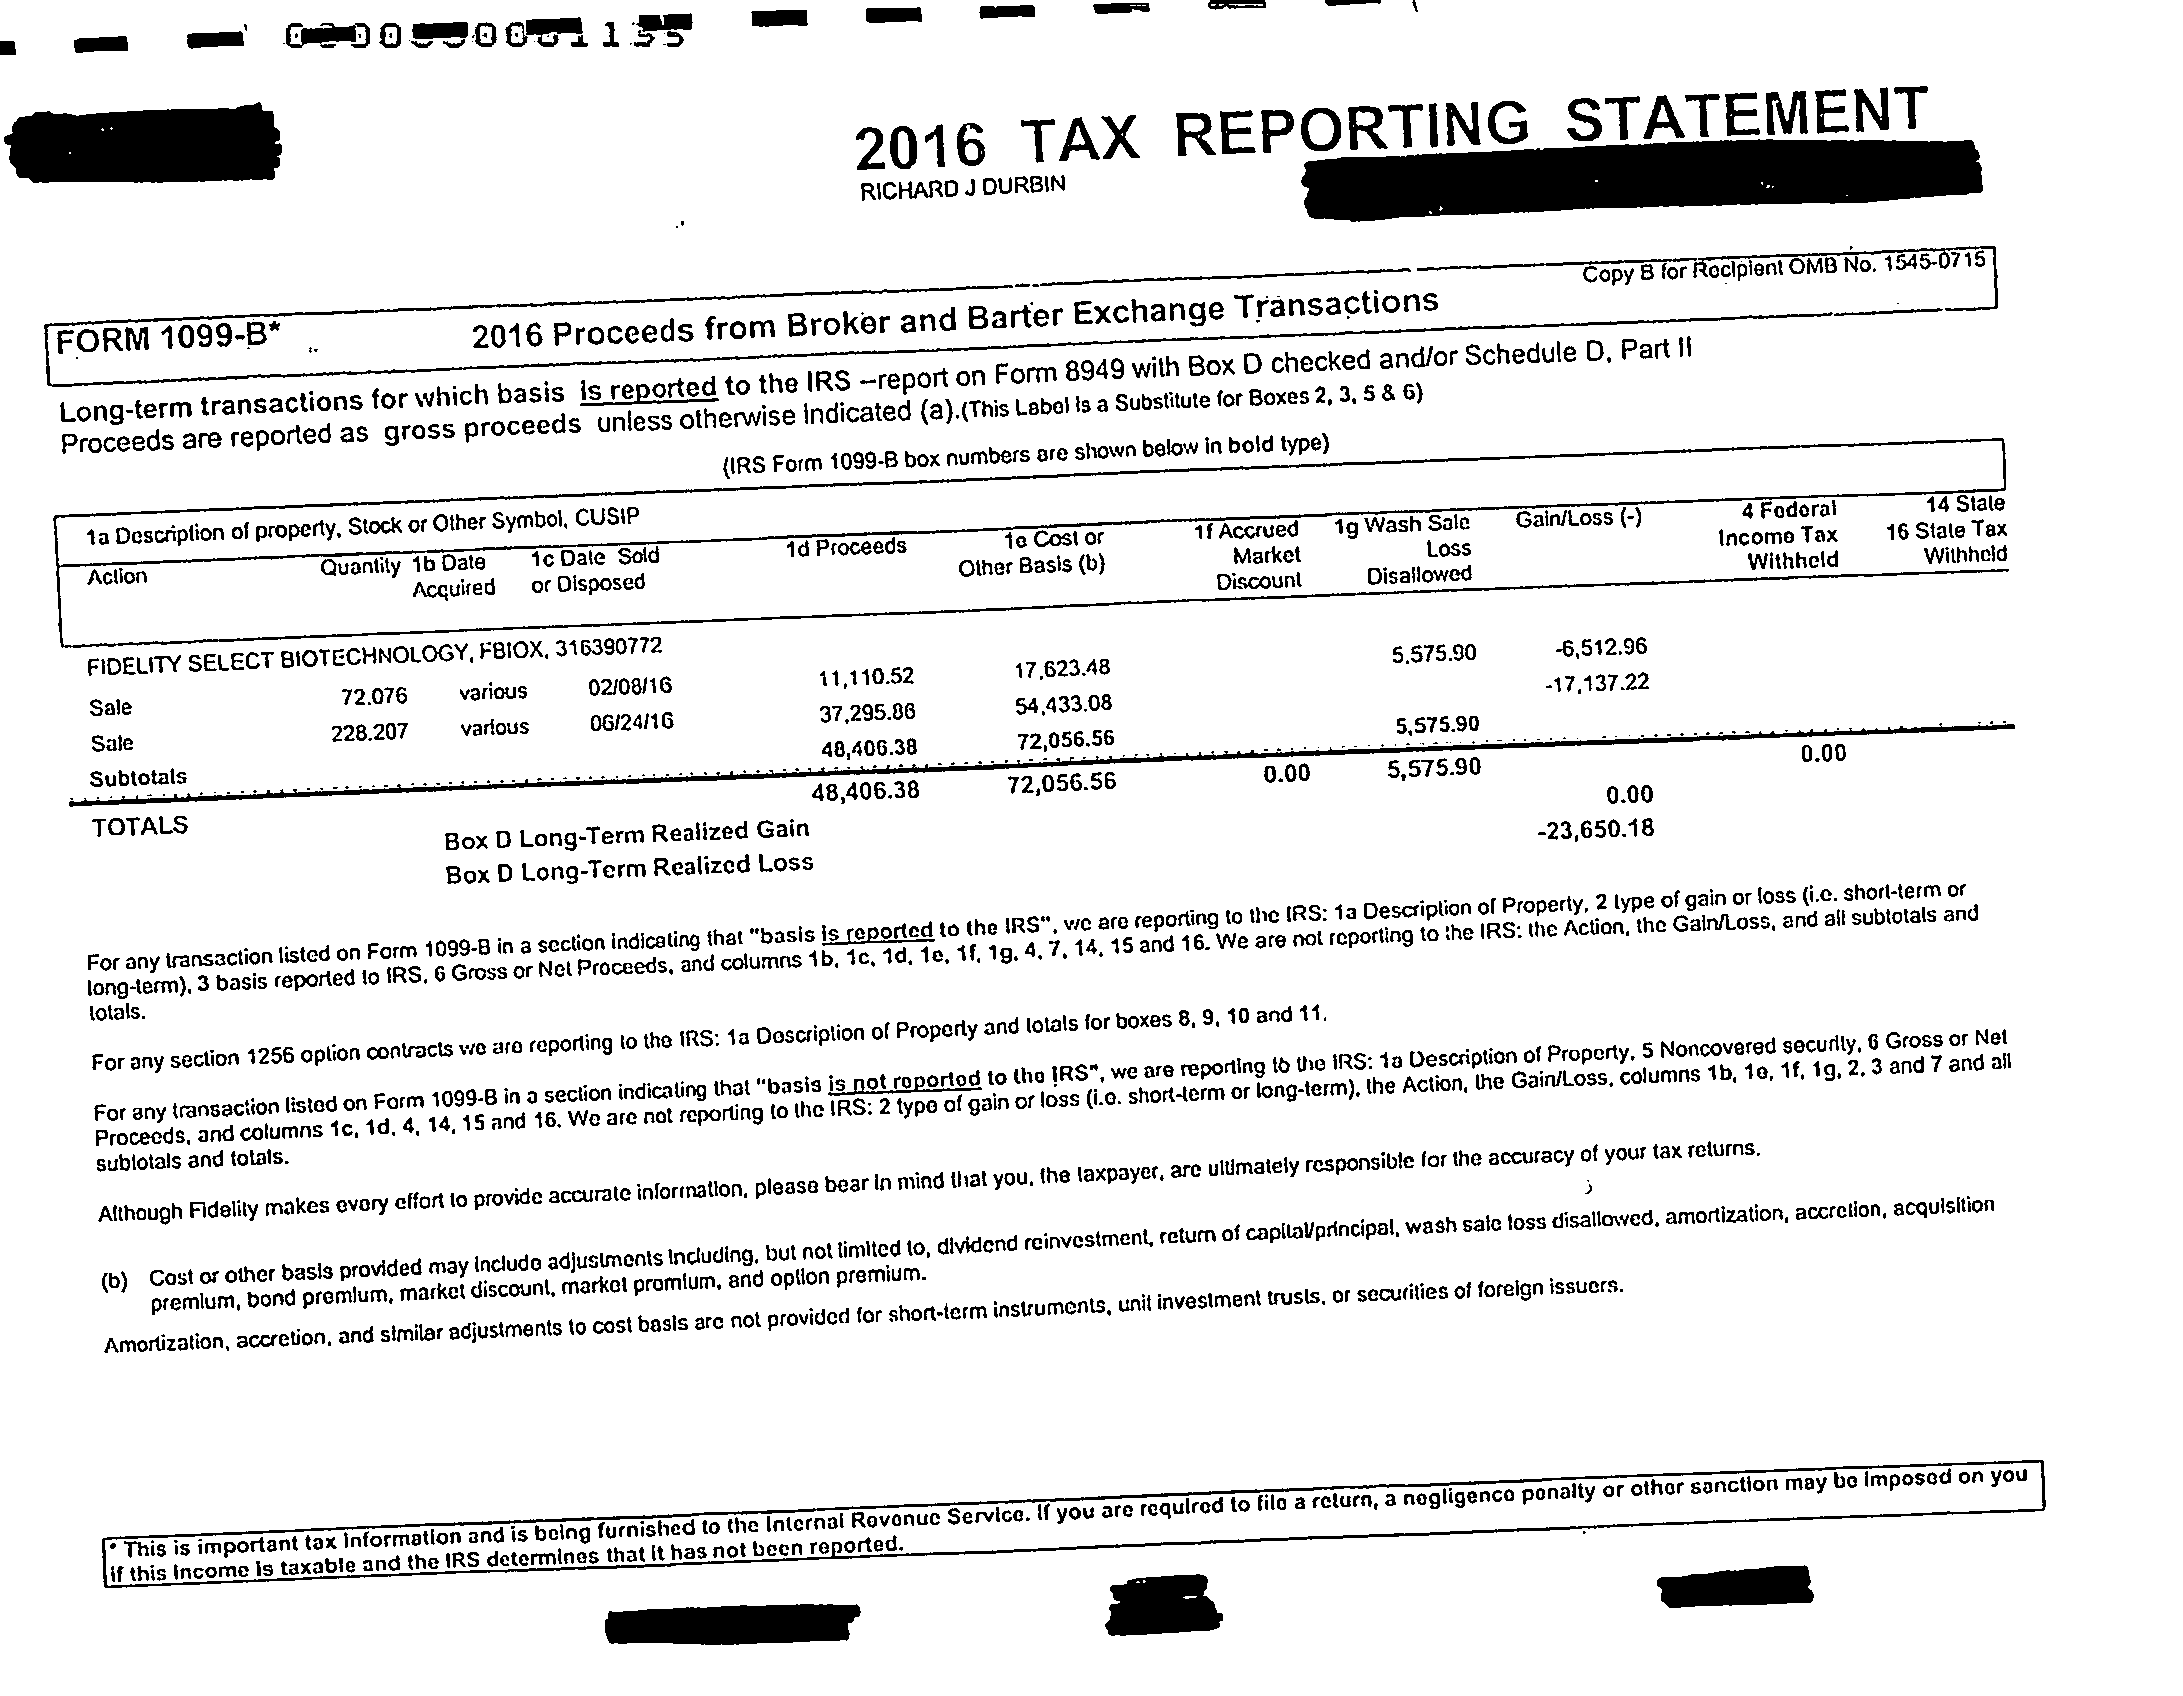 2016 TAX REPORTING STATEMENT
RICHARD J DURBIN
Copy B for Recipient OMB No. 1545-0715
FORM 1099-B* 2016 Proceeds from Broker and Barter Exchange Transactions
Long-term transactions for which basis is reported to the IRS –report on Form 8949 with Box D checked and/or Schedule D, Part II
Proceeds are reported as gross proceeds unless otherwise indicated (a).(This Label is a Substitute for Boxes 2, 3, 5 & 6)
(IRS Form 1099-B box numbers are shown below in bold type)
1a Description of property, Stock or Other Symbol, CUSIP
Action Quantity 1b Date 1c Date Sold 1d Proceeds 1e Cost or 1f Accrued 1g Wash Sale Gain/Loss (-) 4 Federal 14 State
Acquired or Disposed Other Basis (b) Market Loss Income Tax 16 State Tax
Discount Disallowed Withheld Withheld
FIDELITY SELECT BIOTECHNOLOGY, FBIOX, 316390772
Sale 72.076 various 02/08/16 11,110.52 17,623.48 5,575.90 -6,512.96
Sale 228.207 various 06/24/16 37,295.86 54,433.08 -17,137.22
Subtotals 48,406.38 72,056.56 5,575.90
TOTALS 48,406.38 72,056.56 0.00 5,575.90 0.00
Box D Long-Term Realized Gain 0.00
Box D Long-Term Realized Loss -23,650.18
For any transaction listed on Form 1099-B in a section indicating that "basis is reported to the IRS", we are reporting to the IRS: 1a Description of Property, 2 type of gain or loss (i.e. short-term or
long-term), 3 basis reported to IRS, 6 Gross or Net Proceeds, and columns 1b, 1c, 1d, 1e, 1f, 1g, 4, 7, 14, 15 and 16. We are not reporting to the IRS: the Action, the Gain/Loss, and all subtotals and
totals.
For any section 1256 option contracts we are reporting to the IRS: 1a Description of Property and totals for boxes 8, 9, 10 and 11.
For any transaction listed on Form 1099-B in a section indicating that "basis is not reported to the IRS", we are reporting to the IRS: 1a Description of Property, 5 Noncovered security, 6 Gross or Net
Proceeds, and columns 1c, 1d, 4, 14, 15 and 16. We are not reporting to the IRS: 2 type of gain or loss (i.e. short-term or long-term), the Action, the Gain/Loss, columns 1b, 1e, 1f, 1g, 2, 3 and 7 and all
subtotals and totals.
Although Fidelity makes every effort to provide accurate information, please bear in mind that you, the taxpayer, are ultimately responsible for the accuracy of your tax returns.
(b) Cost or other basis provided may include adjustments including, but not limited to, dividend reinvestment, return of capital/principal, wash sale loss disallowed, amortization, accretion, acquisition
premium, bond premium, market discount, market premium, and option premium.
Amortization, accretion, and similar adjustments to cost basis are not provided for short-term instruments, unit investment trusts, or securities of foreign issuers.
* This is important tax information and is being furnished to the Internal Revenue Service. If you are required to file a return, a negligence penalty or other sanction may be imposed on you
if this income is taxable and the IRS determines that it has not been reported.